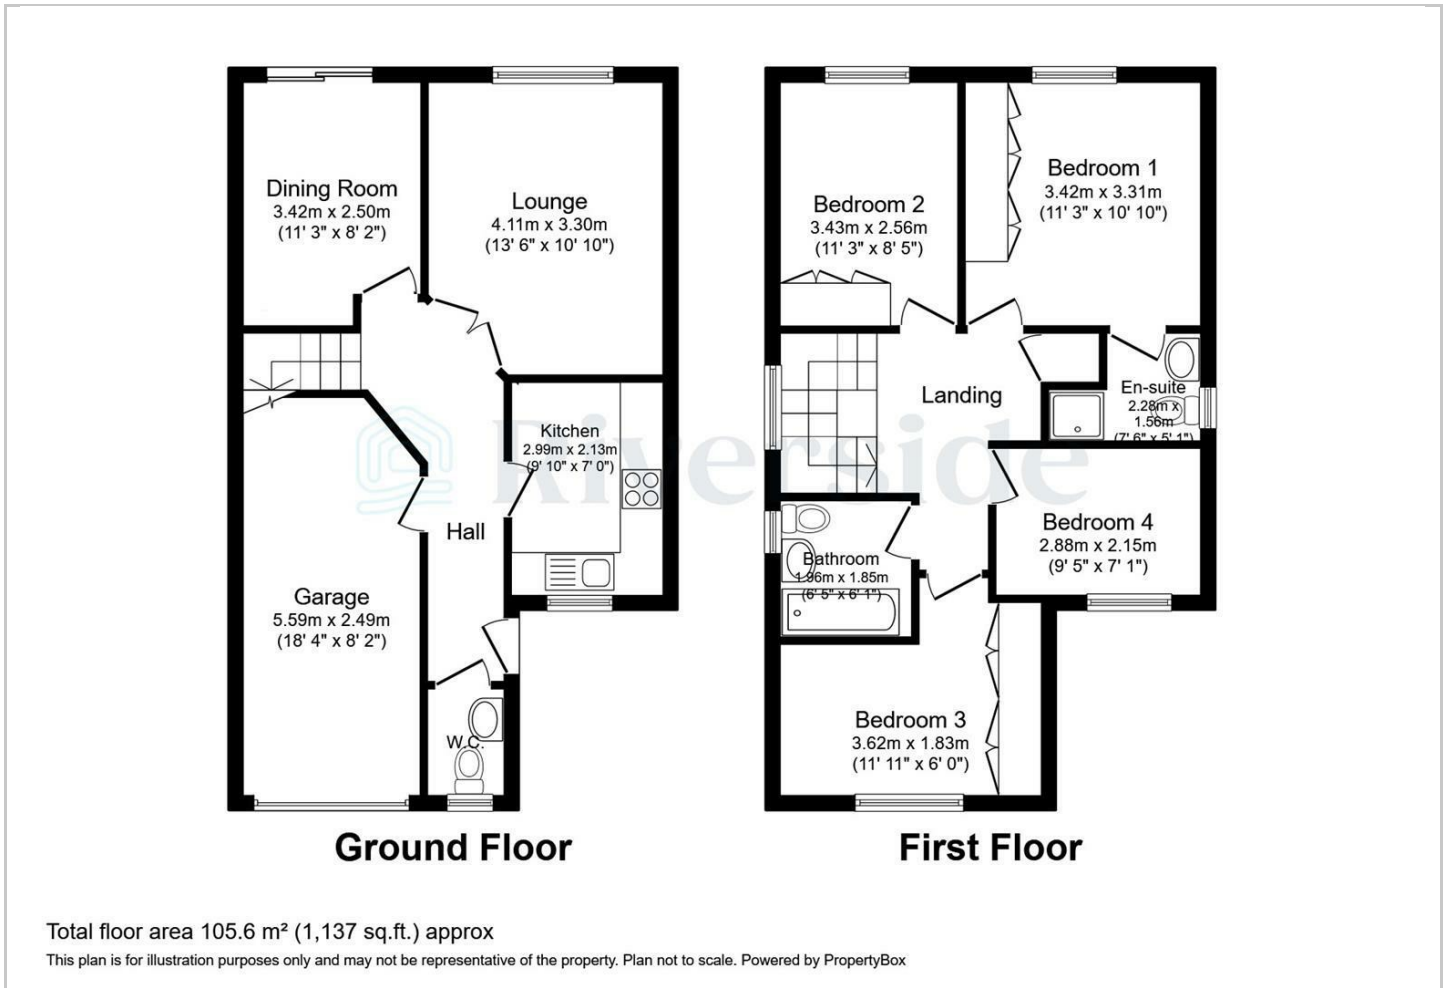 Dining Room
3.42m x 2.50m
(11' 3" x 8' 2")
Lounge
4.11m x 3.30m
(13' 6" x 10' 10")
Kitchen
2.99m x 2.13m
(9' 10" x 7' 0")
Hall
Garage
5.59m x 2.49m
(18' 4" x 8' 2")
W.C.
Ground Floor
Bedroom 2
3.43m x 2.56m
(11' 3" x 8' 5")
Bedroom 1
3.42m x 3.31m
(11' 3" x 10' 10")
Landing
En-suite
2.28m x
1.56m
(7' 6" x 5' 1")
Bathroom
1.96m x 1.85m
(6' 5" x 6' 1")
Bedroom 4
2.88m x 2.15m
(9' 5" x 7' 1")
Bedroom 3
3.62m x 1.83m
(11' 11" x 6' 0")
First Floor
Riverside
Total floor area 105.6 m² (1,137 sq.ft.) approx
This plan is for illustration purposes only and may not be representative of the property. Plan not to scale. Powered by PropertyBox